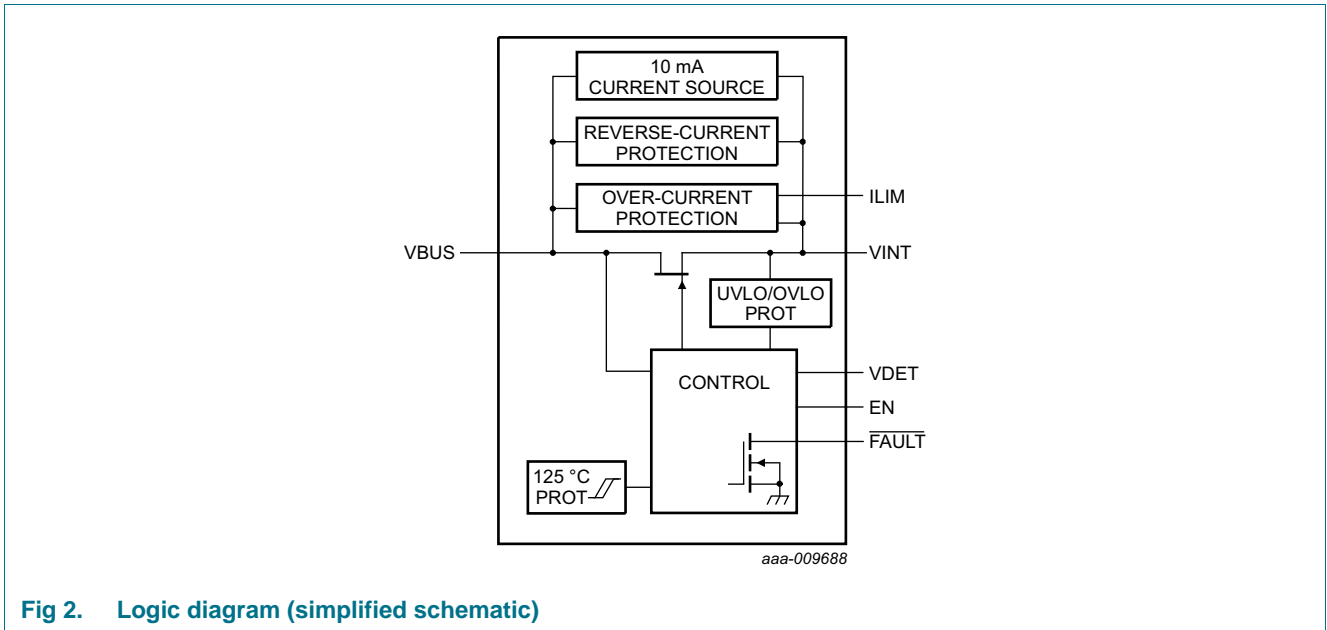 10 mA
CURRENT SOURCE
REVERSE-CURRENT
PROTECTION
OVER-CURRENT
PROTECTION
ILIM
VBUS
VINT
UVLO/OVLO
PROT
CONTROL
VDET
EN
FAULT
125 °C
PROT
aaa-009688
Fig 2. Logic diagram (simplified schematic)